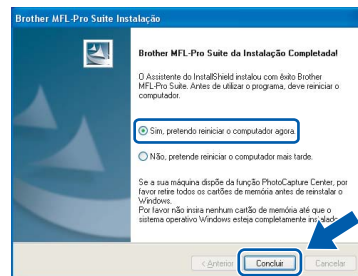 Brother MFL-Pro Suite Instalação
Brother MFL-Pro Suite da Instalação Completada!
O Assistente do InstallShield instalou com êxito Brother
MFL-Pro Suite. Antes de utilizar o programa, deve reiniciar o
computador.
Sim, pretendo reiniciar o computador agora.
Não, pretende reiniciar o computador mais tarde.
Se a sua máquina dispõe da função PhotoCapture Center, por
favor retire todos os cartões de memória antes de reinstalar o
Windows.
Por favor não insira nenhum cartão de memória até que o
sistema operativo Windows esteja completamente instalado.
< Anterior Concluir Cancelar